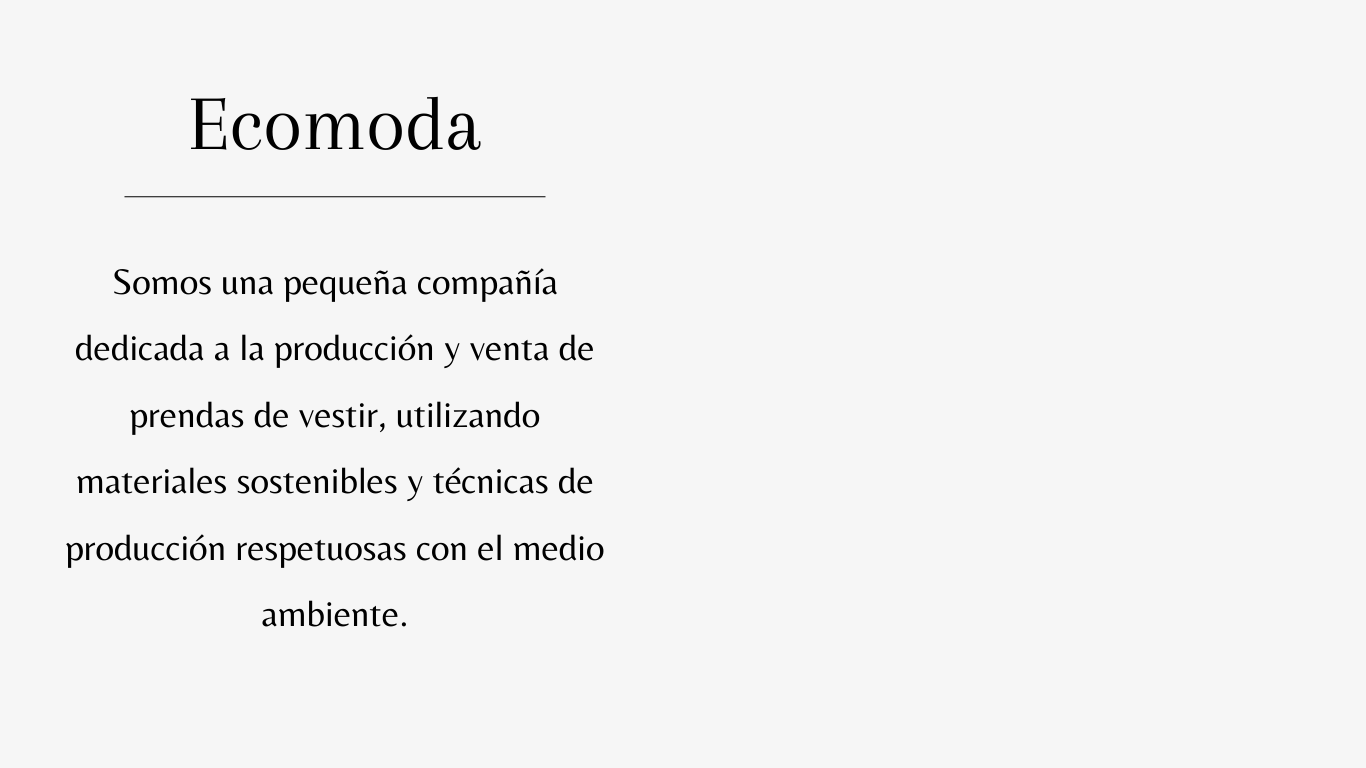 Ecomoda
Somos una pequeña compañía
dedicada a la producción y venta de
prendas de vestir, utilizando
materiales sostenibles y técnicas de
producción respetuosas con el medio
ambiente.